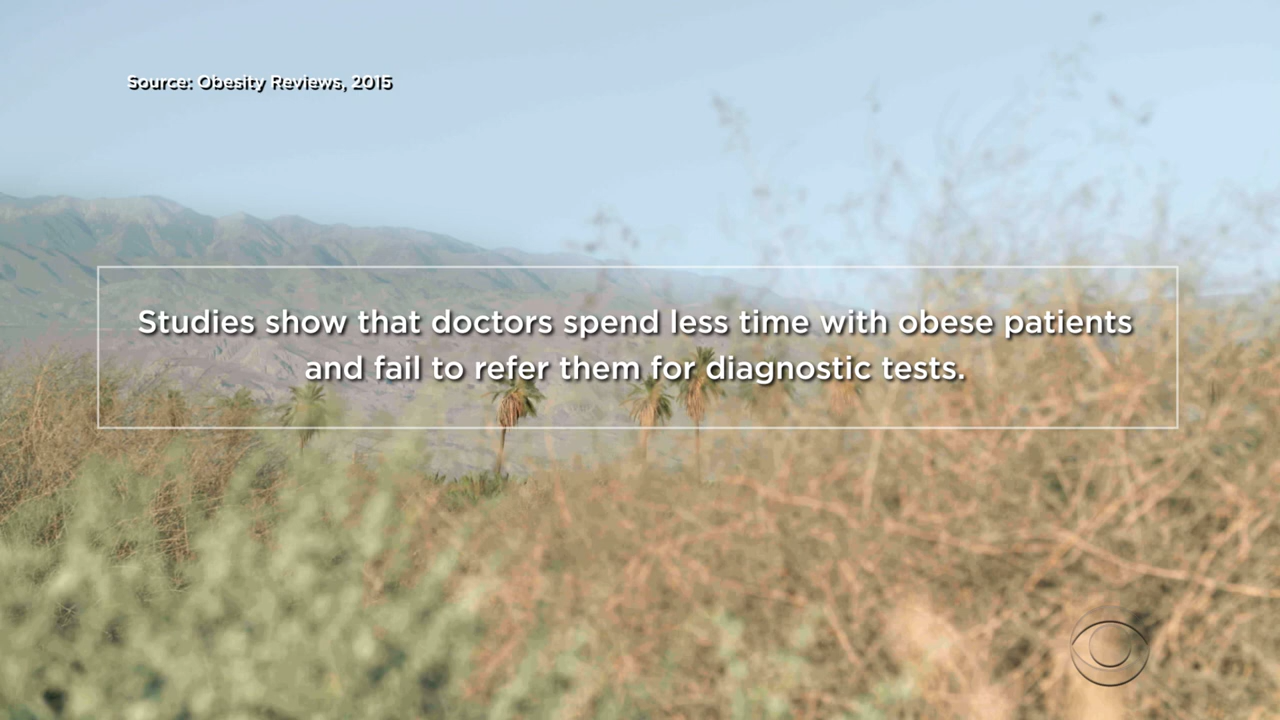 Source: Obesity Reviews, 2015
Studies show that doctors spend less time with obese patients
and fail to refer them for diagnostic tests.